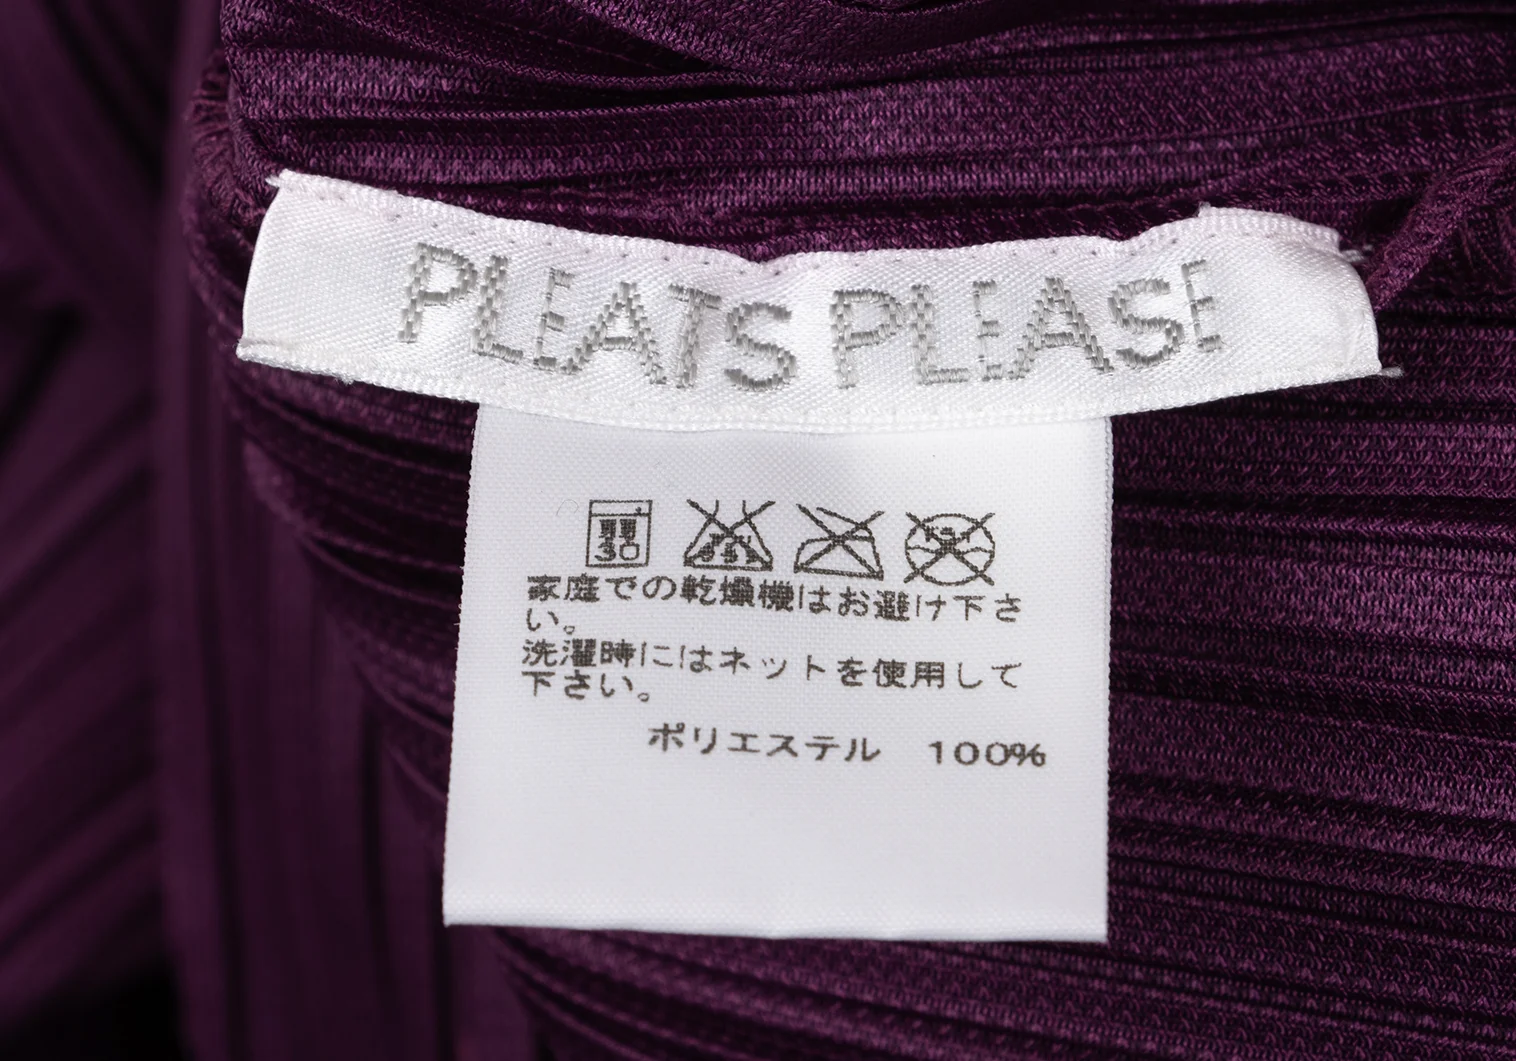 PLEATS PLEASE
30
家庭での乾燥機はお避け下さ
い。
洗濯時にはネットを使用して
下さい。
ポリエステル 100%